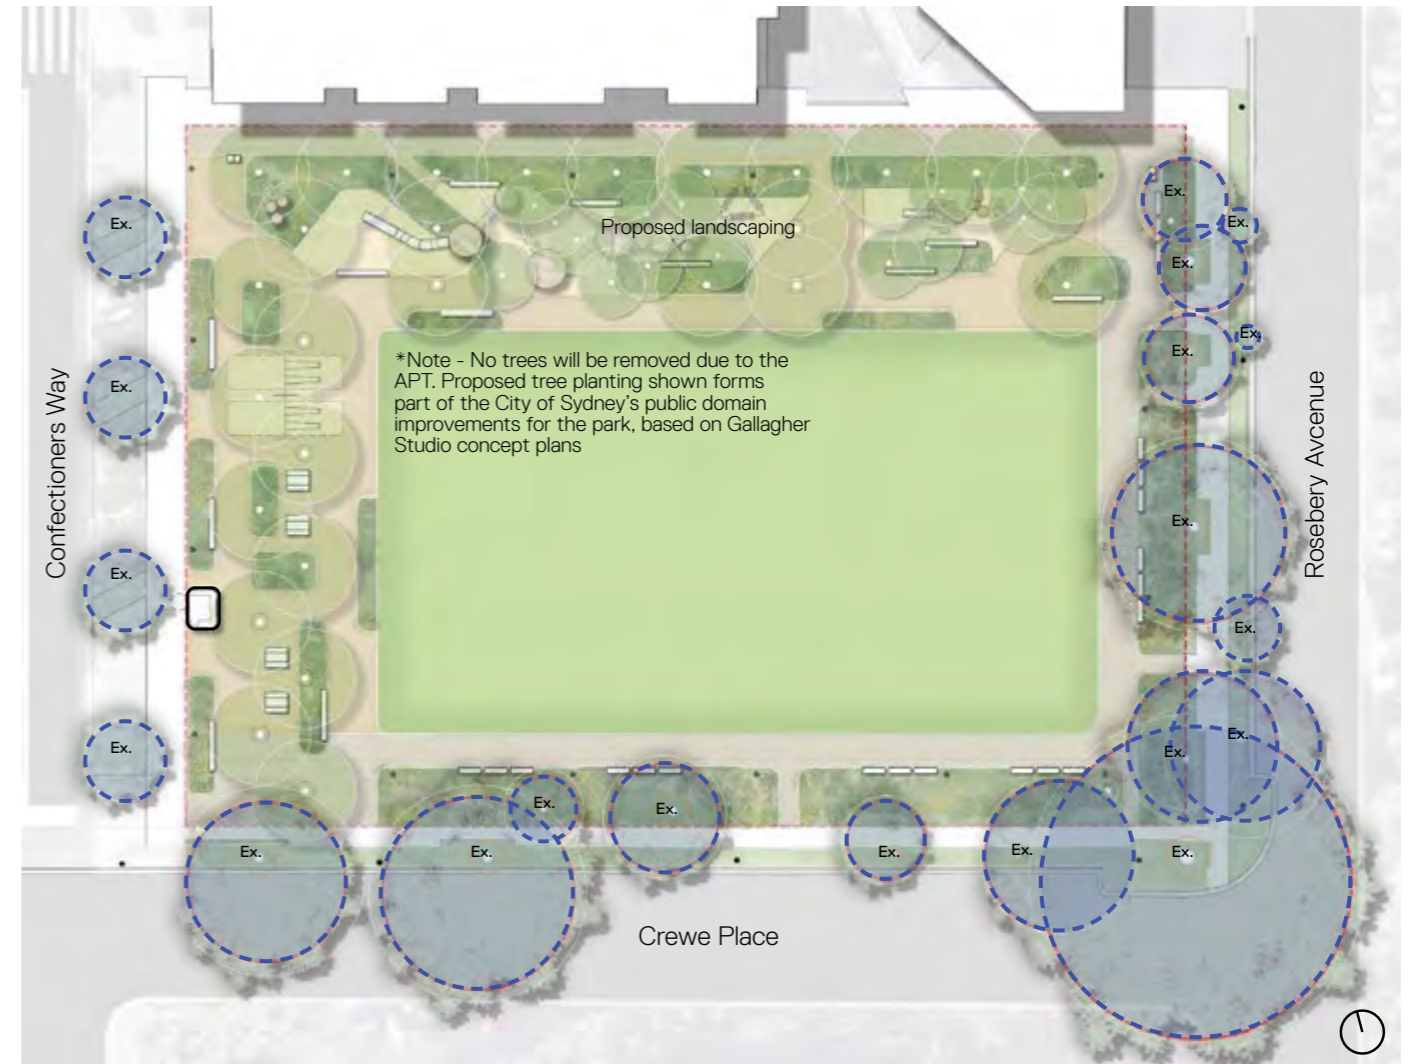 Ex.
Ex.
Ex.
Proposed landscaping
Ex.
Ex
Ex.
*Note - No trees will be removed due to the
APT. Proposed tree planting shown forms
part of the City of Sydney's public domain
improvements for the park, based on Gallagher
Studio concept plans
Ex.
Confectioners Way
Rosebery Avcenue
Ex.
Ex.
Ex.
Ex.
Ex.
Ex.
Ex.
Ex.
Ex.
Ex.
Ex.
Ex.
Ex.
Crewe Place